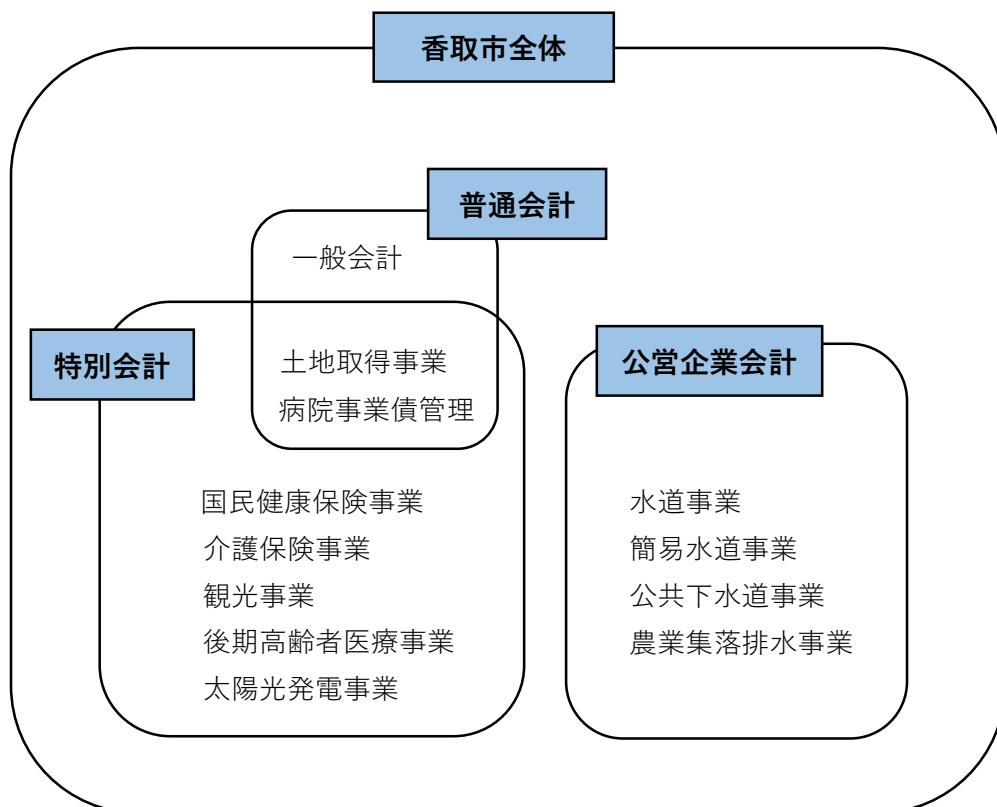 香取市全体
普通会計
一般会計
特別会計
土地取得事業
病院事業債管理
国民健康保険事業
介護保険事業
観光事業
後期高齢者医療事業
太陽光発電事業
公営企業会計
水道事業
簡易水道事業
公共下水道事業
農業集落排水事業